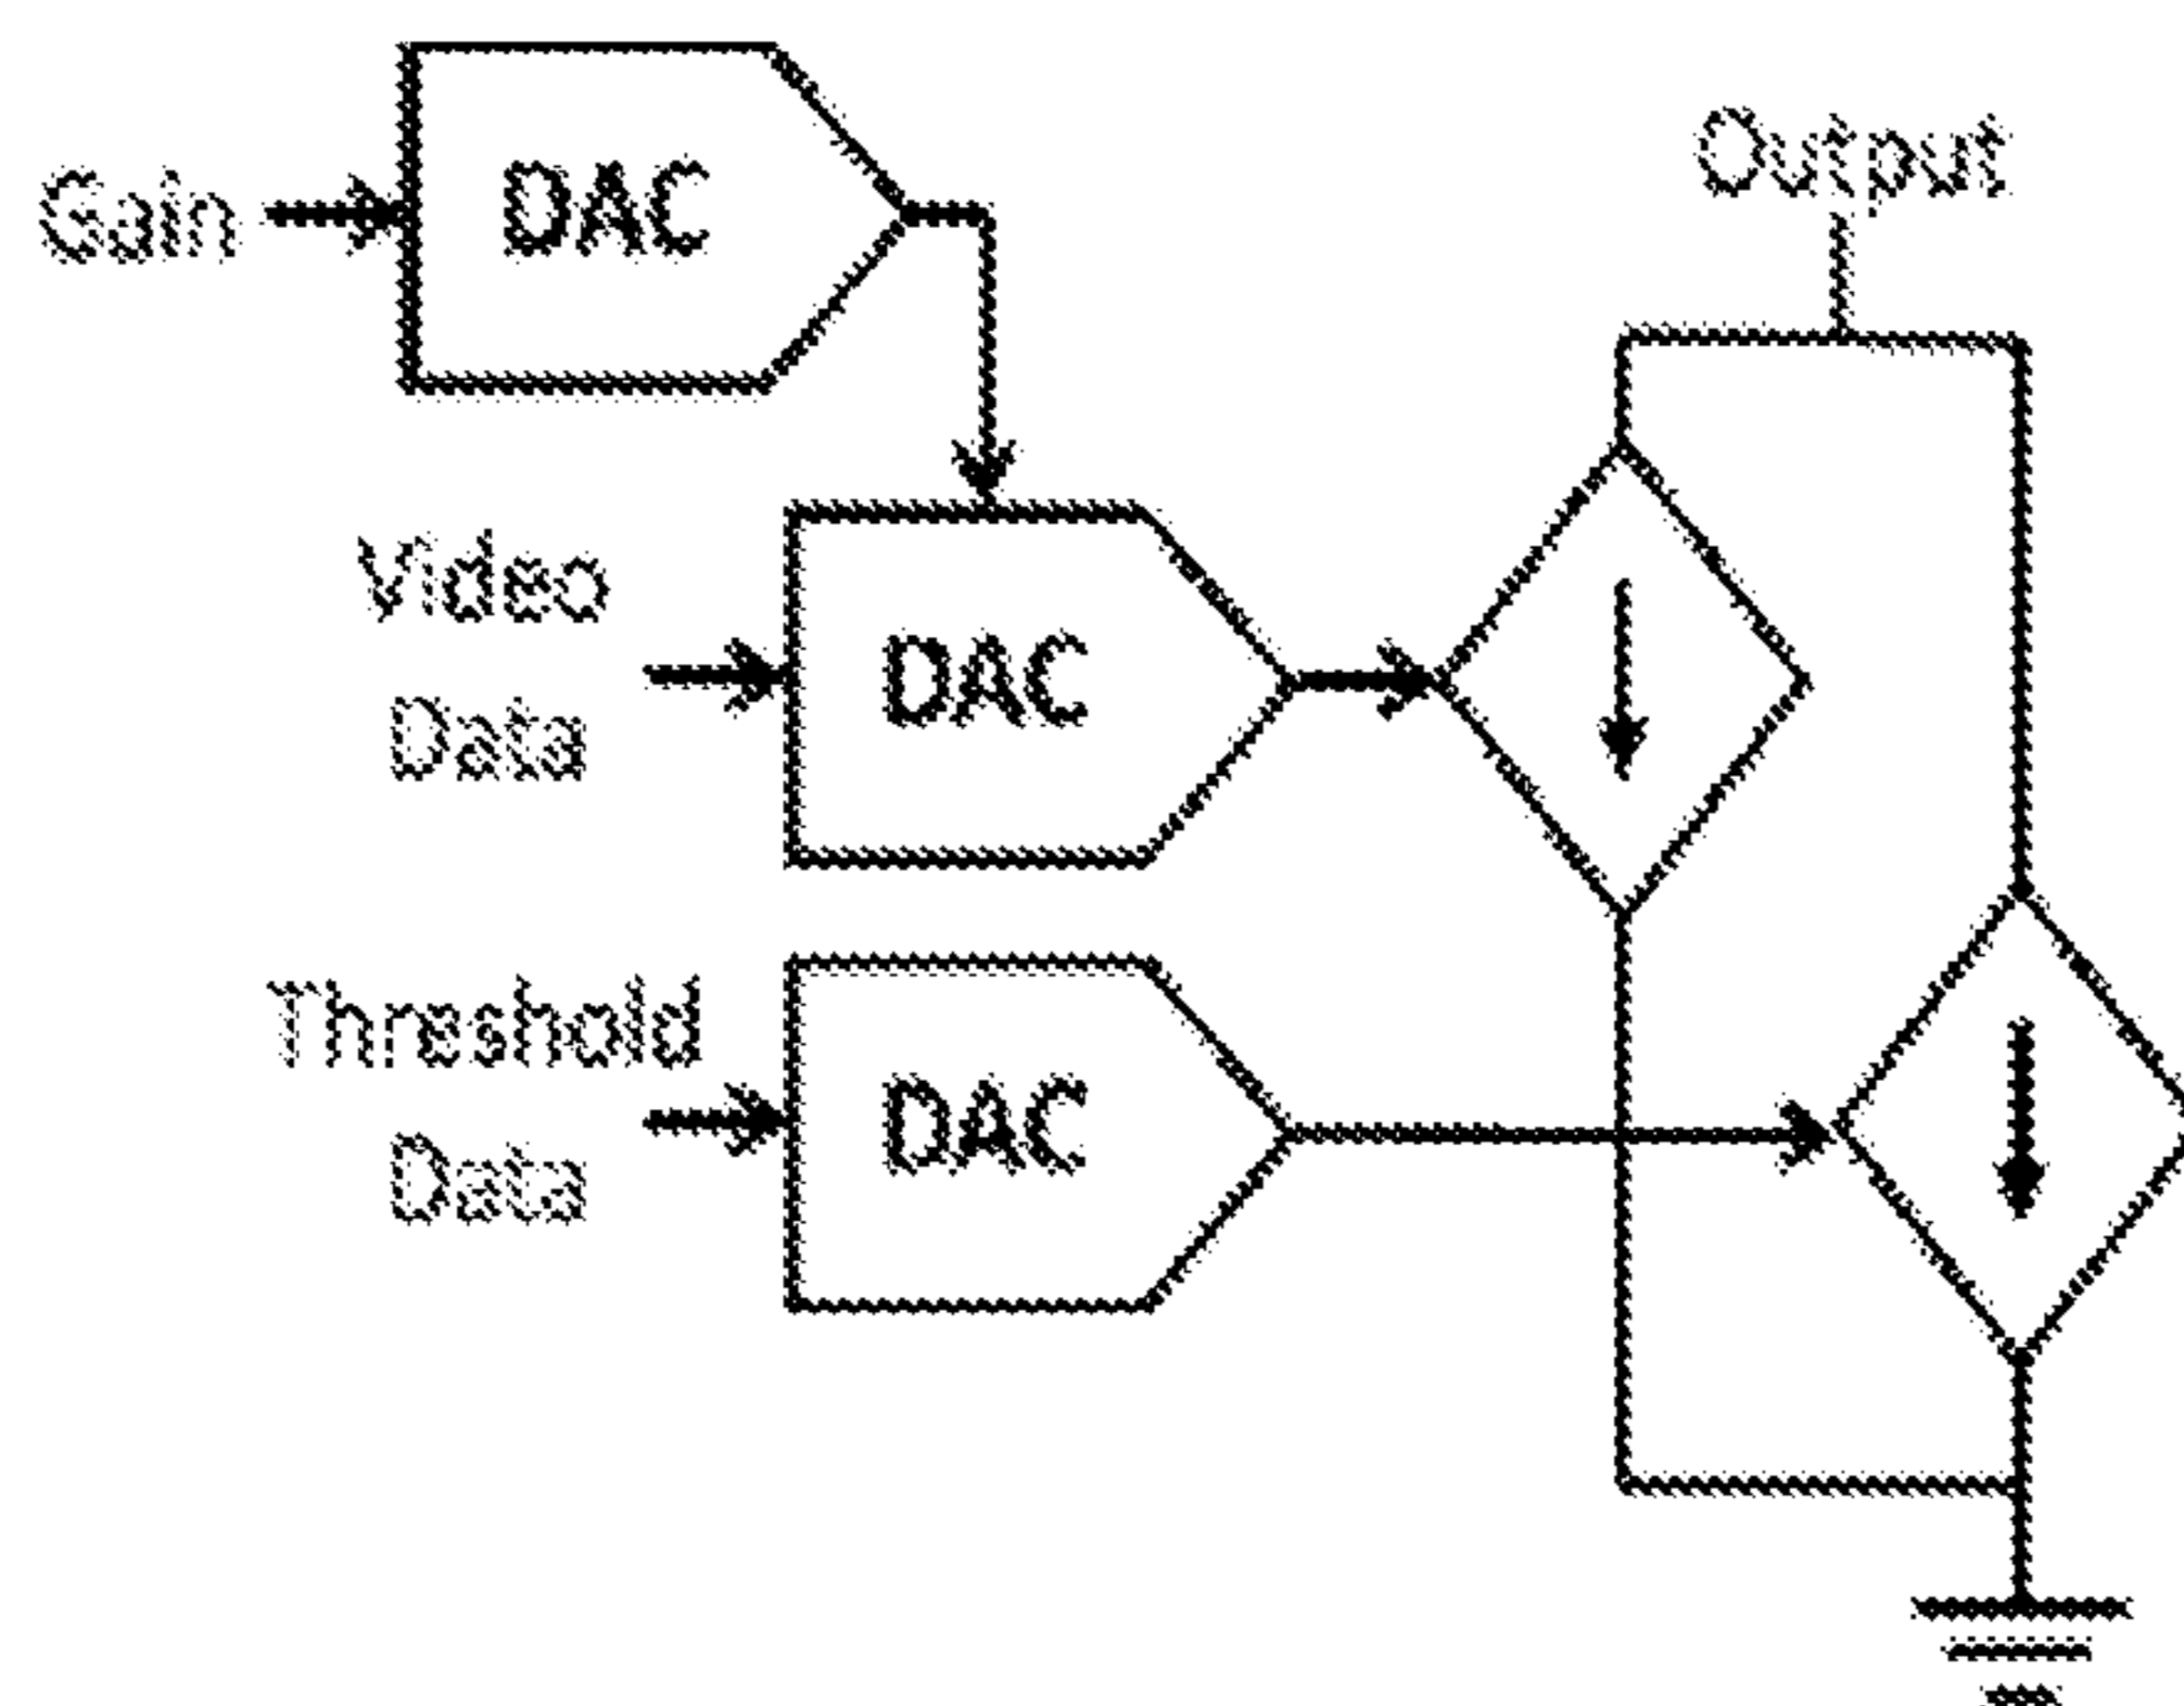 Gain
DAC
Output
Video
Data
DAC
Threshold
Data
DAC